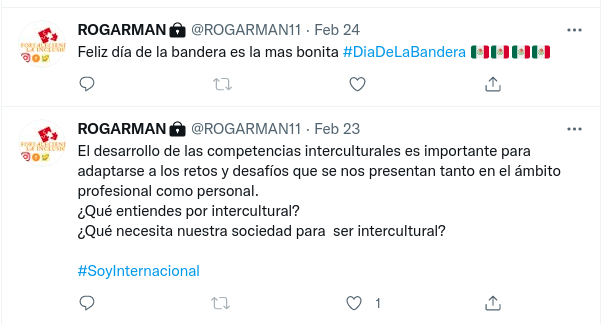 ROGARMAN @ROGARMAN11 · Feb 24
Feliz día de la bandera es la mas bonita #DiaDeLaBandera
ROGARMAN @ROGARMAN11 · Feb 23
El desarrollo de las competencias interculturales es importante para
adaptarse a los retos y desafíos que se nos presentan tanto en el ámbito
profesional como personal.
¿Qué entiendes por intercultural?
¿Qué necesita nuestra sociedad para  ser intercultural?
#SoyInternacional
1